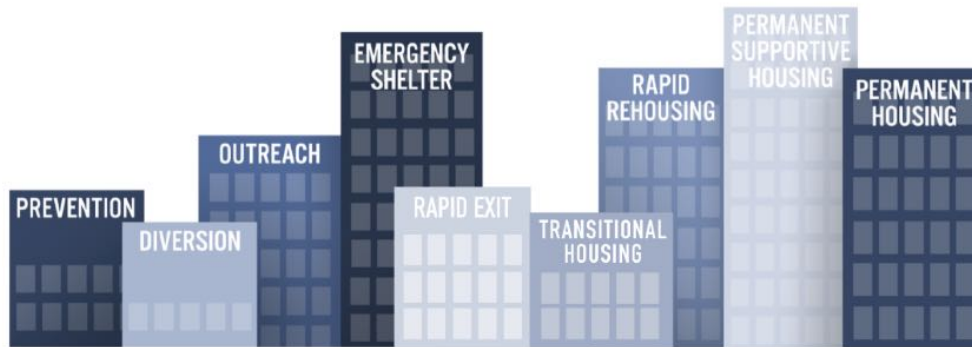 PREVENTION
DIVERSION
OUTREACH
EMERGENCY
SHELTER
RAPID EXIT
TRANSITIONAL
HOUSING
RAPID
REHOUSING
PERMANENT
SUPPORTIVE
HOUSING
PERMANENT
HOUSING